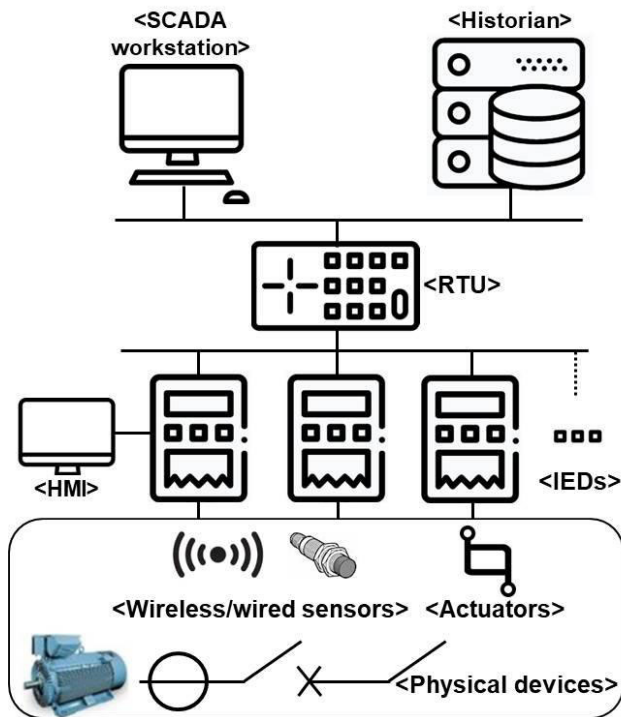 <SCADA
workstation>
<Historian>
<RTU>
<HMI>
<IEDs>
<Wireless/wired sensors>
<Actuators>
<Physical devices>